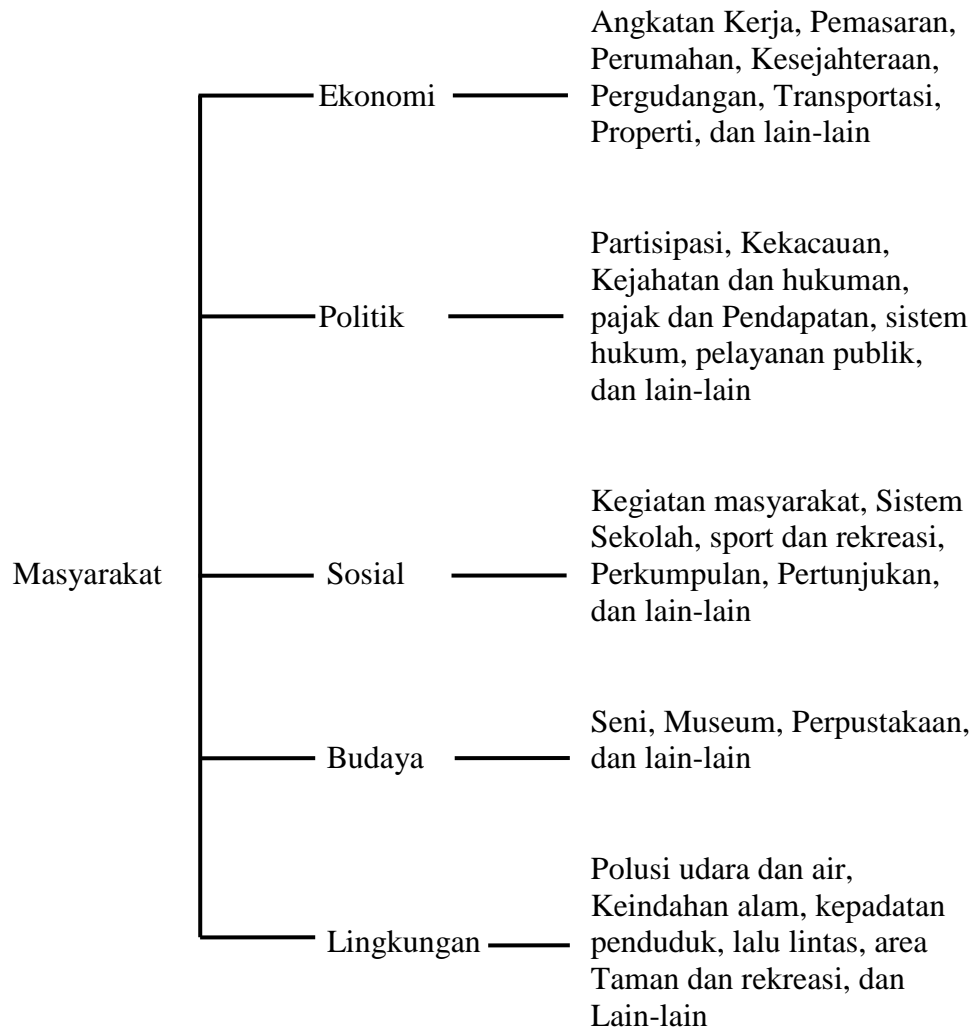 Angkatan Kerja, Pemasaran,
Perumahan, Kesejahteraan,
Ekonomi
Pergudangan, Transportasi,
Properti, dan lain-lain
Partisipasi, Kekacauan,
Kejahatan dan hukuman,
Politik
pajak dan Pendapatan, sistem
hukum, pelayanan publik,
dan lain-lain
Kegiatan masyarakat, Sistem
Sekolah, sport dan rekreasi,
Masyarakat
Sosial
Perkumpulan, Pertunjukan,
dan lain-lain
Seni, Museum, Perpustakaan,
Budaya
dan lain-lain
Polusi udara dan air,
Keindahan alam, kepadatan
Lingkungan
penduduk, lalu lintas, area
Taman dan rekreasi, dan
Lain-lain